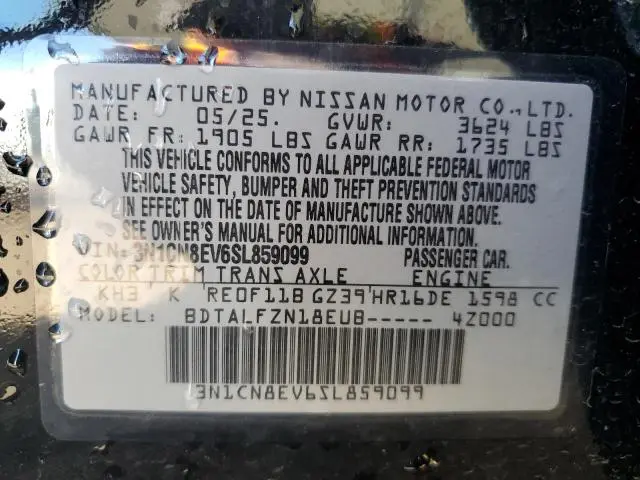 MANUFACTURED BY NISSAN MOTOR CO., LTD.
DATE: 05/25. GVWR: 3624 LBS
GAWR FR: 1905 LBS GAWR RR: 1735 LBS
THIS VEHICLE CONFORMS TO ALL APPLICABLE FEDERAL MOTOR
VEHICLE SAFETY, BUMPER AND THEFT PREVENTION STANDARDS
IN EFFECT ON THE DATE OF MANUFACTURE SHOWN ABOVE.
SEE OWNER'S MANUAL FOR ADDITIONAL INFORMATION.
VIN: 3N1CN8EV6SL859099 PASSENGER CAR.
COLOR TRIM TRANS AXLE ENGINE
KH3 K RE0F11B GZ39 HR16DE 1598 CC
BDTALFZN18EUB----- 4Z000
3N1CN8EV6SL859099